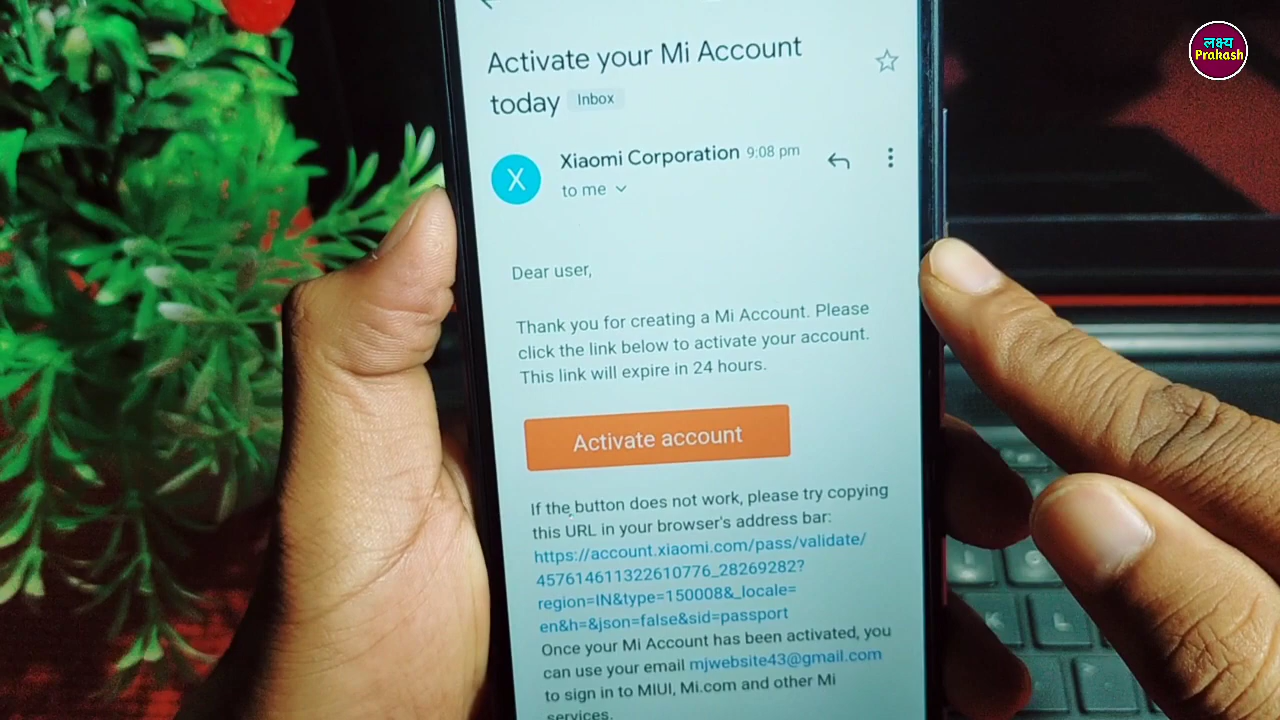 लक्ष्य
Prakash
Activate your Mi Account
today Inbox
X
Xiaomi Corporation 9:08 pm
to me
Dear user,
Thank you for creating a Mi Account. Please
click the link below to activate your account.
This link will expire in 24 hours.
Activate account
If the button does not work, please try copying
this URL in your browser's address bar:
https://account.xiaomi.com/pass/validate/
457614611322610776_28269282?
region=IN&type=150008&_locale=
en&h=&json=false&sid=passport
Once your Mi Account has been activated, you
can use your email mjwebsite43@gmail.com
to sign in to MIUI, Mi.com and other Mi
services.